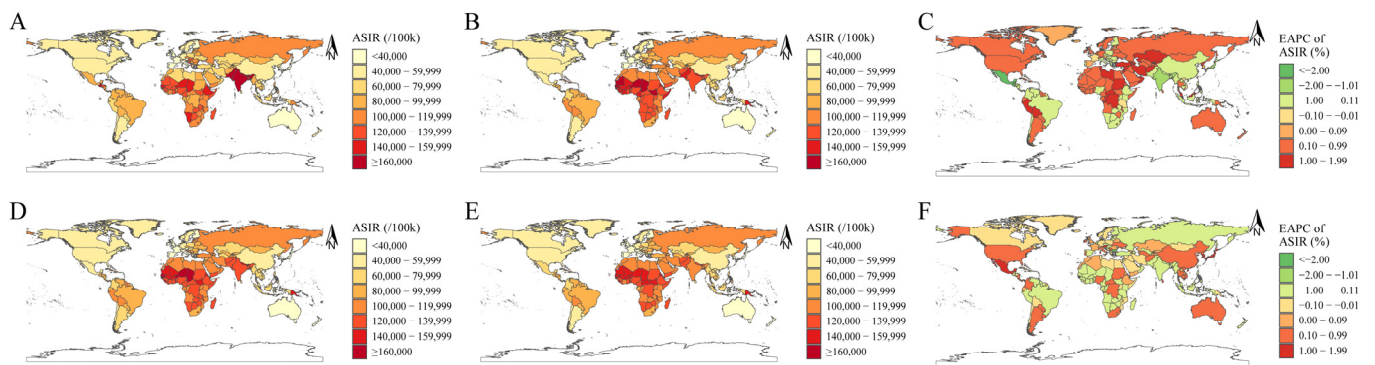 A
ASIR (/100k)
<40,000
40,000 − 59,999
60,000 − 79,999
80,000 − 99,999
100,000 − 119,999
120,000 − 139,999
140,000 − 159,999
≥160,000
N
B
ASIR (/100k)
<40,000
40,000 − 59,999
60,000 − 79,999
80,000 − 99,999
100,000 − 119,999
120,000 − 139,999
140,000 − 159,999
≥160,000
N
C
EAPC of
ASIR (%)
<−2.00
−2.00 − −1.01
1.00 0.11
−0.10 − −0.01
0.00 − 0.09
0.10 − 0.99
1.00 − 1.99
N
D
ASIR (/100k)
<40,000
40,000 − 59,999
60,000 − 79,999
80,000 − 99,999
100,000 − 119,999
120,000 − 139,999
140,000 − 159,999
≥160,000
N
E
ASIR (/100k)
<40,000
40,000 − 59,999
60,000 − 79,999
80,000 − 99,999
100,000 − 119,999
120,000 − 139,999
140,000 − 159,999
≥160,000
N
F
EAPC of
ASIR (%)
<−2.00
−2.00 − −1.01
1.00 0.11
−0.10 − −0.01
0.00 − 0.09
0.10 − 0.99
1.00 − 1.99
N